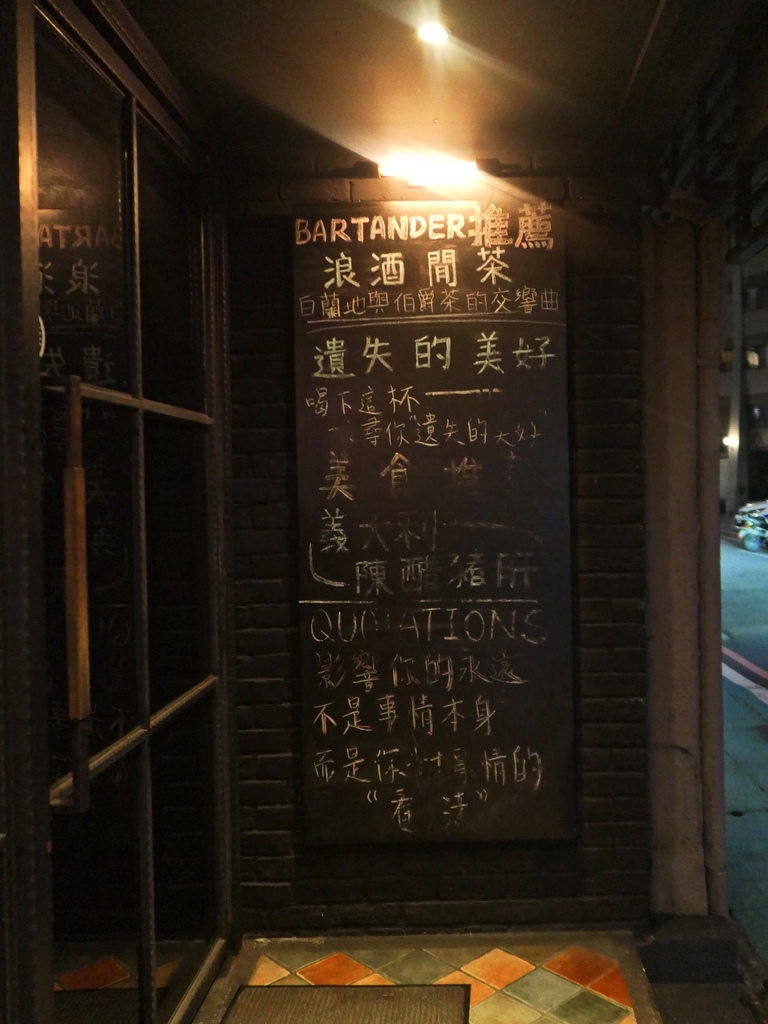 BARTANDER推薦
浪酒閒茶
白蘭地與伯爵茶的交響曲
遺失的美好
喝下這杯
尋你"遺失的大好"
美食推
義大利
陳醋豬肝
QUOTATIONS
影響你的永遠
不是事情本身
而是你對事情的
"看法"